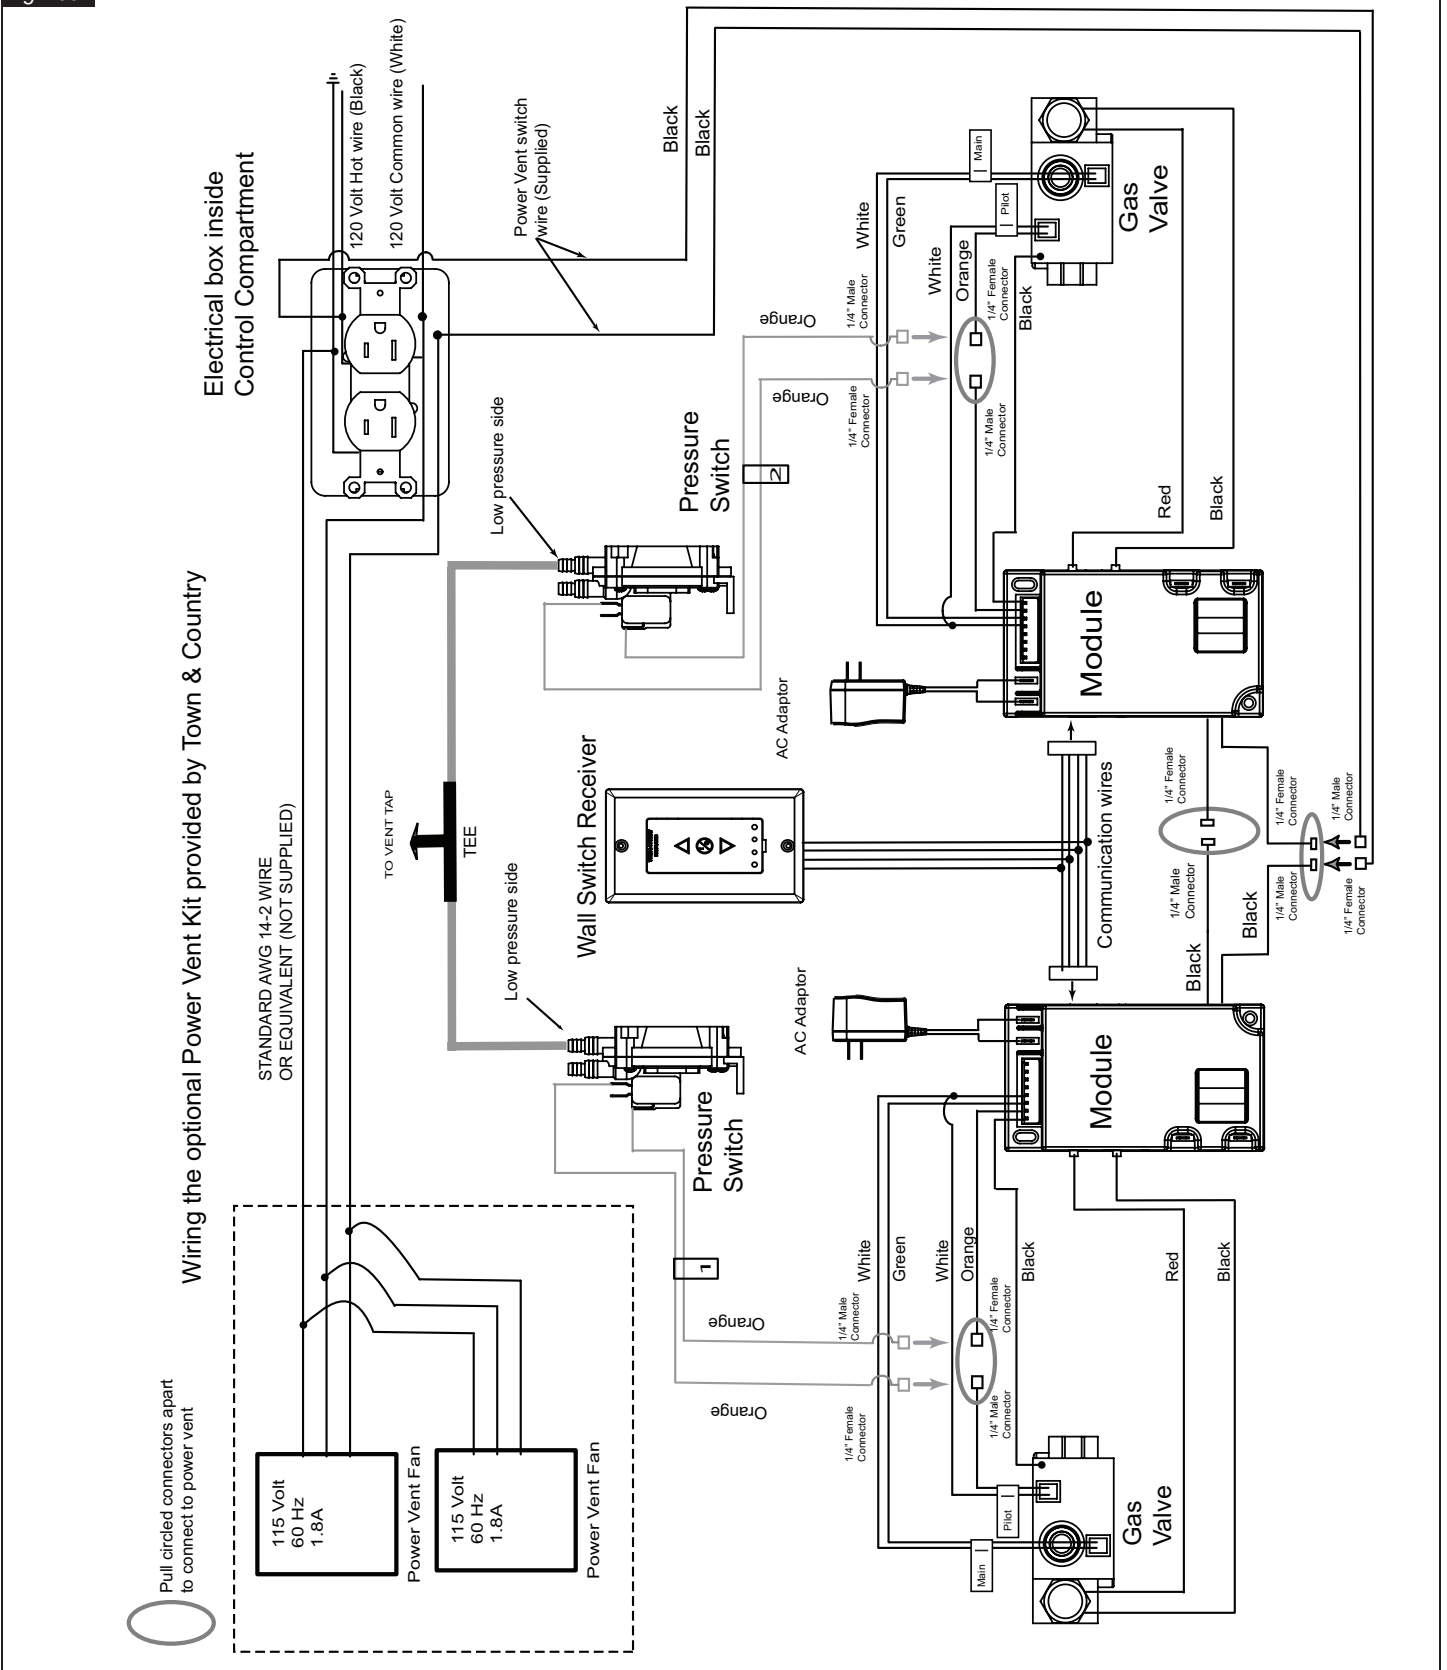 Wiring the optional Power Vent Kit provided by Town & Country
Pull circled connectors apart
to connect to power vent
115 Volt
60 Hz
1.8A
Power Vent Fan
115 Volt
60 Hz
1.8A
Power Vent Fan
STANDARD AWG 14-2 WIRE
OR EQUIVALENT (NOT SUPPLIED)
Electrical box inside
Control Compartment
120 Volt Hot wire (Black)
120 Volt Common wire (White)
Power Vent switch
wire (Supplied)
Black
Black
TO VENT TAP
TEE
Low pressure side
Low pressure side
Pressure
Switch
1
Orange
Orange
Pressure
Switch
2
Orange
Orange
Wall Switch Receiver
AC Adaptor
AC Adaptor
Communication wires
1/4" Male
Connector
1/4" Female
Connector
White
Green
White
Orange
Black
1/4" Female
Connector
1/4" Male
Connector
Main
Pilot
Gas
Valve
Red
Black
Module
1/4" Male
Connector
1/4" Female
Connector
White
Green
White
Orange
Black
1/4" Female
Connector
1/4" Male
Connector
Main
Pilot
Gas
Valve
Red
Black
Module
Black
Black
1/4" Female
Connector
1/4" Male
Connector
1/4" Female
Connector
1/4" Male
Connector
1/4" Male
Connector
1/4" Female
Connector